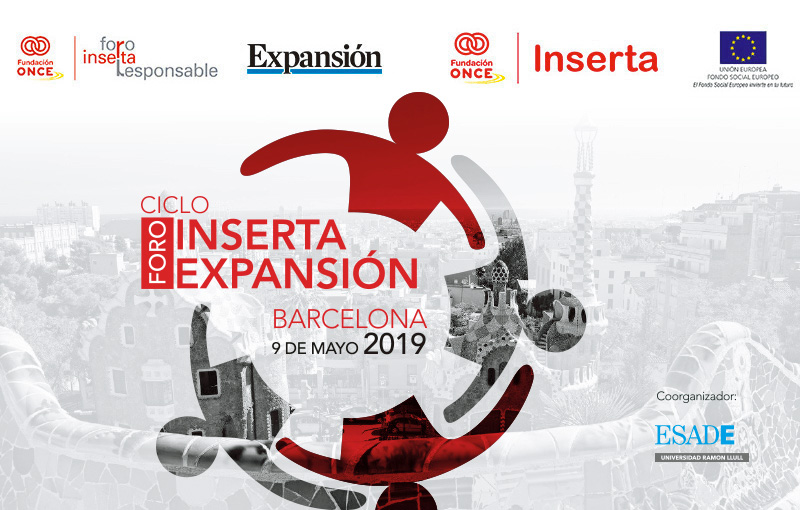 Fundación
ONCE
foro
inserta
responsable
Expansión
Fundación
ONCE
Inserta
UNIÓN EUROPEA
FONDO SOCIAL EUROPEO
El Fondo Social Europeo invierte en tu futuro
CICLO
FORO
INSERTA
EXPANSIÓN
BARCELONA
9 DE MAYO 2019
Coorganizador:
ESADE
UNIVERSIDAD RAMON LLULL